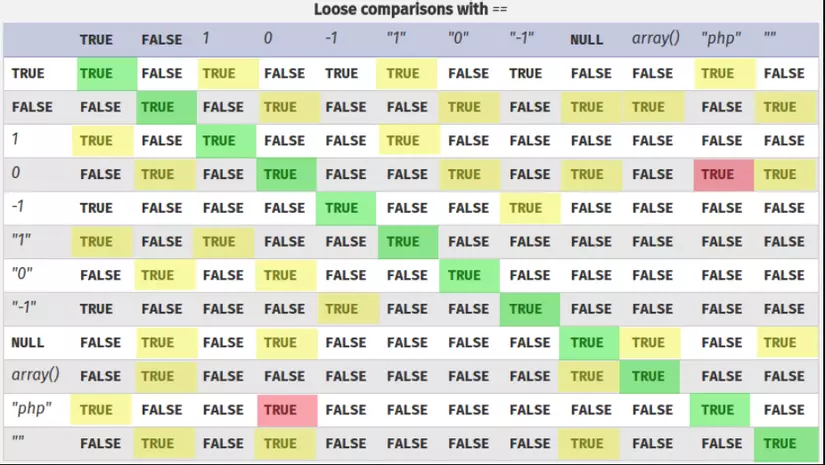 Loose comparisons with ==
TRUE FALSE 1 0 -1 "1" "0" "-1" NULL array() "php" ""
TRUE TRUE FALSE TRUE FALSE TRUE TRUE FALSE TRUE FALSE FALSE TRUE FALSE
FALSE FALSE TRUE FALSE TRUE FALSE FALSE TRUE FALSE TRUE TRUE FALSE TRUE
1 TRUE FALSE TRUE FALSE FALSE TRUE FALSE FALSE FALSE FALSE FALSE FALSE
0 FALSE TRUE FALSE TRUE FALSE FALSE TRUE FALSE TRUE FALSE TRUE TRUE
-1 TRUE FALSE FALSE FALSE TRUE FALSE FALSE TRUE FALSE FALSE FALSE FALSE
"1" TRUE FALSE TRUE FALSE FALSE TRUE FALSE FALSE FALSE FALSE FALSE FALSE
"0" FALSE TRUE FALSE TRUE FALSE FALSE TRUE FALSE FALSE FALSE FALSE FALSE
"-1" TRUE FALSE FALSE FALSE TRUE FALSE FALSE TRUE FALSE FALSE FALSE FALSE
NULL FALSE TRUE FALSE TRUE FALSE FALSE FALSE FALSE TRUE TRUE FALSE TRUE
array() FALSE TRUE FALSE FALSE FALSE FALSE FALSE FALSE TRUE TRUE FALSE FALSE
"php" TRUE FALSE FALSE TRUE FALSE FALSE FALSE FALSE FALSE FALSE TRUE FALSE
"" FALSE TRUE FALSE TRUE FALSE FALSE FALSE FALSE TRUE FALSE FALSE TRUE